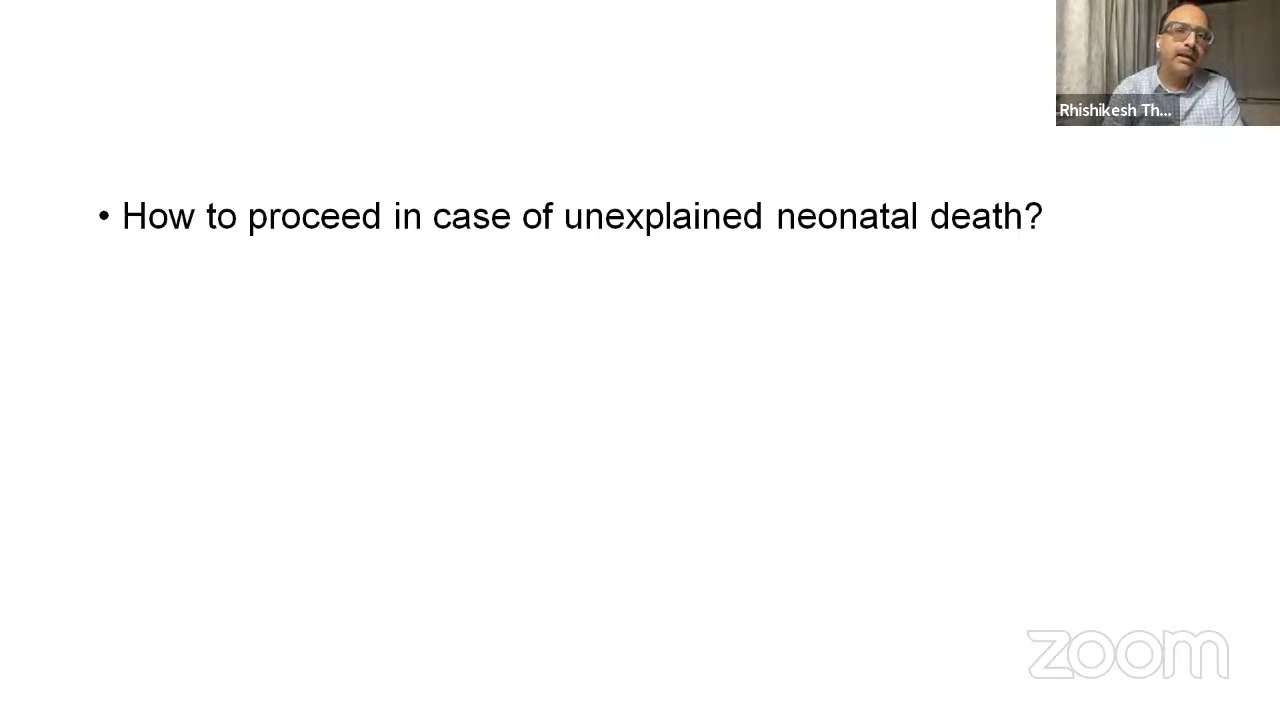 Rhishikesh Th...
• How to proceed in case of unexplained neonatal death?
zoom